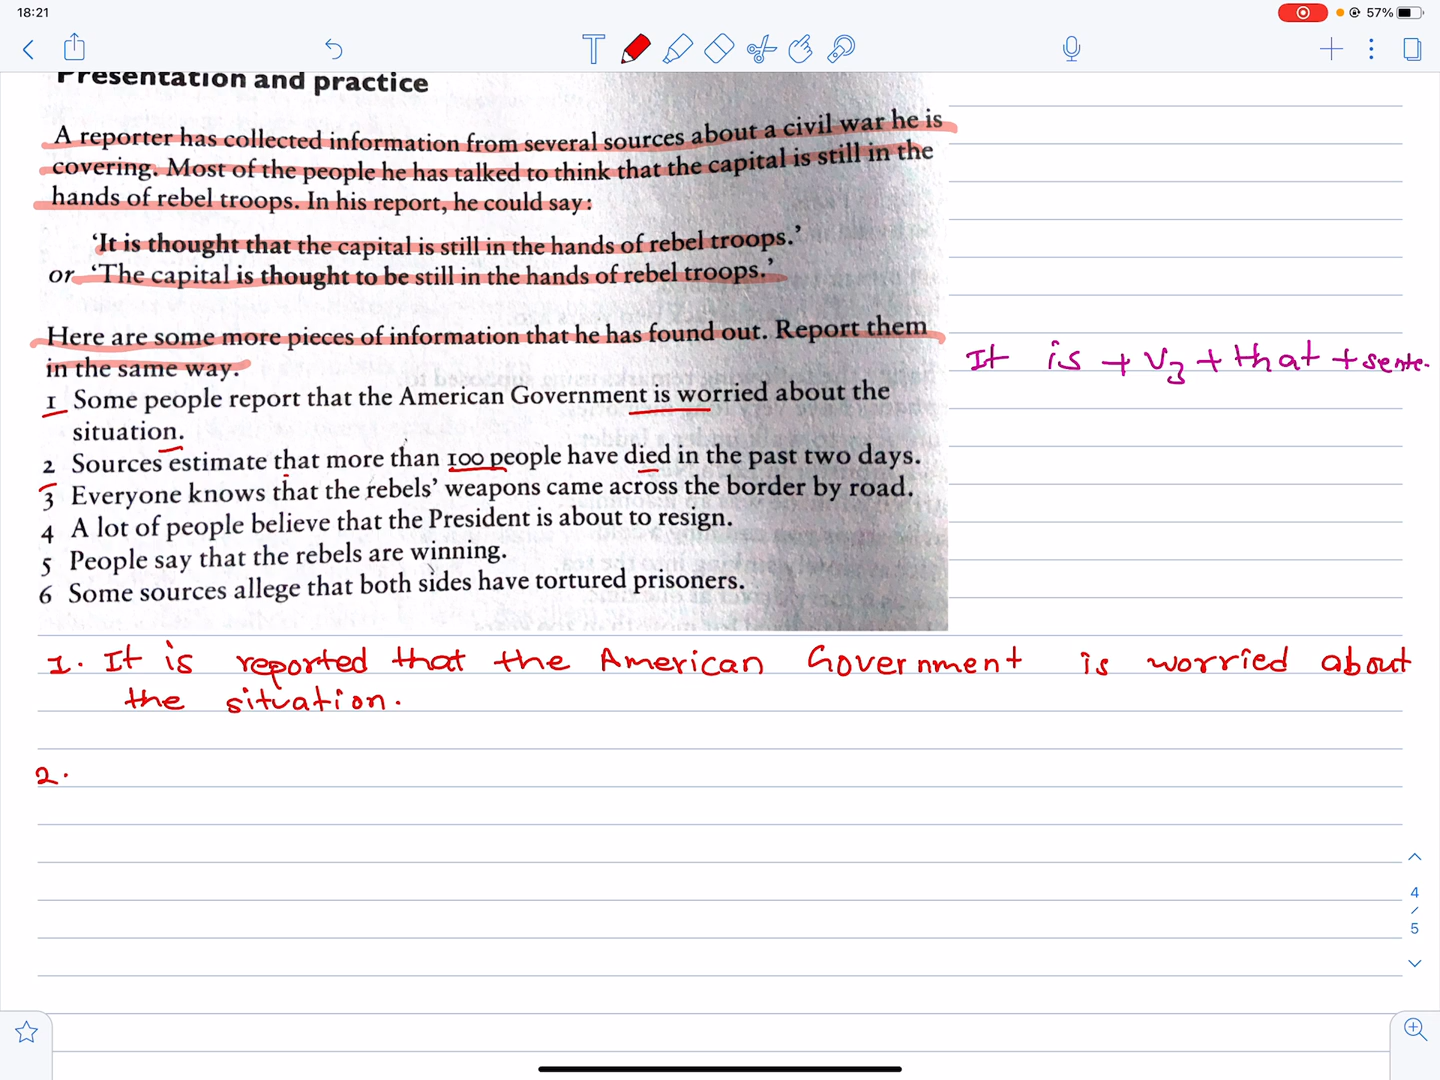 18:21
57%
Presentation and practice
A reporter has collected information from several sources about a civil war he is
covering. Most of the people he has talked to think that the capital is still in the
hands of rebel troops. In his report, he could say:
‘It is thought that the capital is still in the hands of rebel troops.’
or ‘The capital is thought to be still in the hands of rebel troops.’
Here are some more pieces of information that he has found out. Report them
in the same way.
It is + V3 + that + sente.
1 Some people report that the American Government is worried about the
situation.
2 Sources estimate that more than 100 people have died in the past two days.
3 Everyone knows that the rebels’ weapons came across the border by road.
4 A lot of people believe that the President is about to resign.
5 People say that the rebels are winning.
6 Some sources allege that both sides have tortured prisoners.
1. It is reported that the American Government is worried about
the situation.
2.
4
/
5